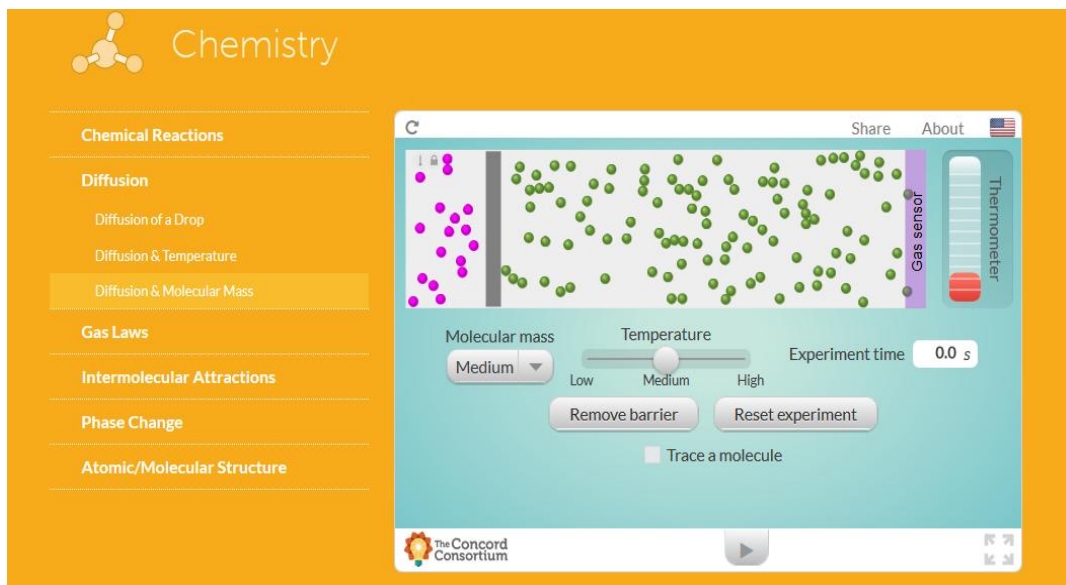 Chemistry
Chemical Reactions
Diffusion
Diffusion of a Drop
Diffusion & Temperature
Diffusion & Molecular Mass
Gas Laws
Intermolecular Attractions
Phase Change
Atomic/Molecular Structure
Share About
Gas sensor
Thermometer
Molecular mass
Medium
Temperature
Low Medium High
Experiment time 0.0 s
Remove barrier Reset experiment
Trace a molecule
The Concord
Consortium